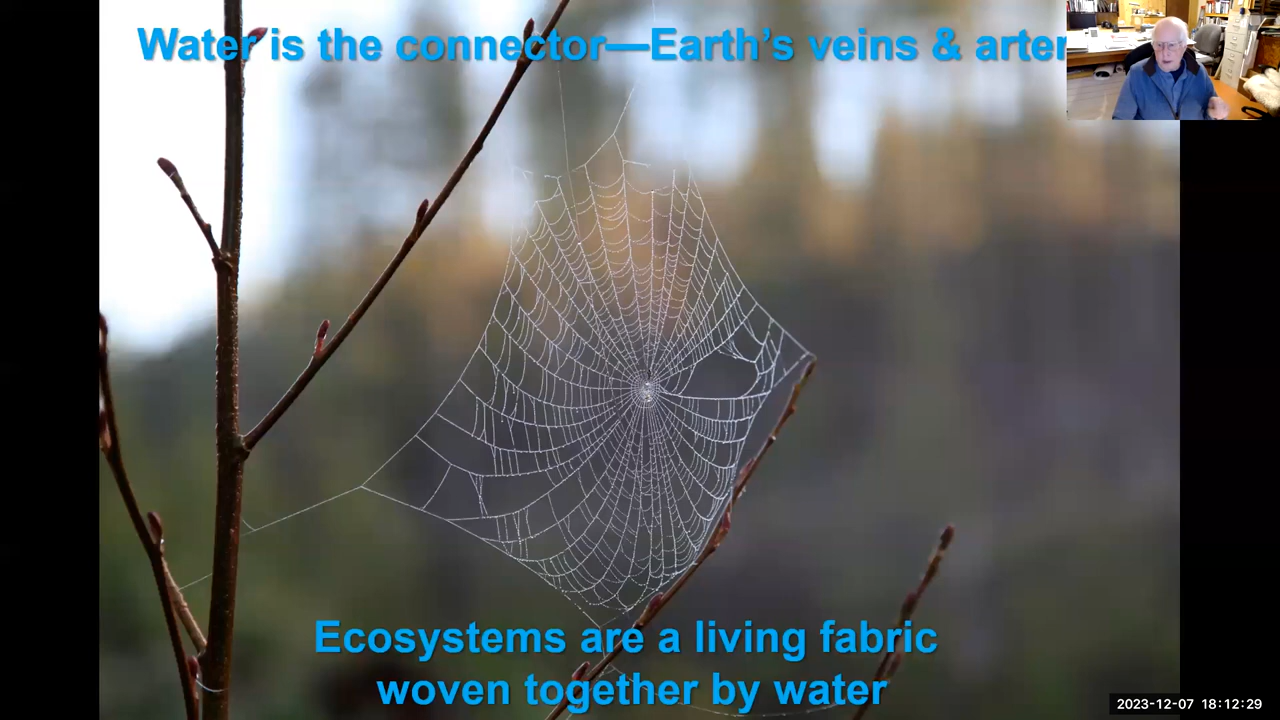 Water is the connector—Earth's veins & arter
Ecosystems are a living fabric
woven together by water
2023-12-07 18:12:29